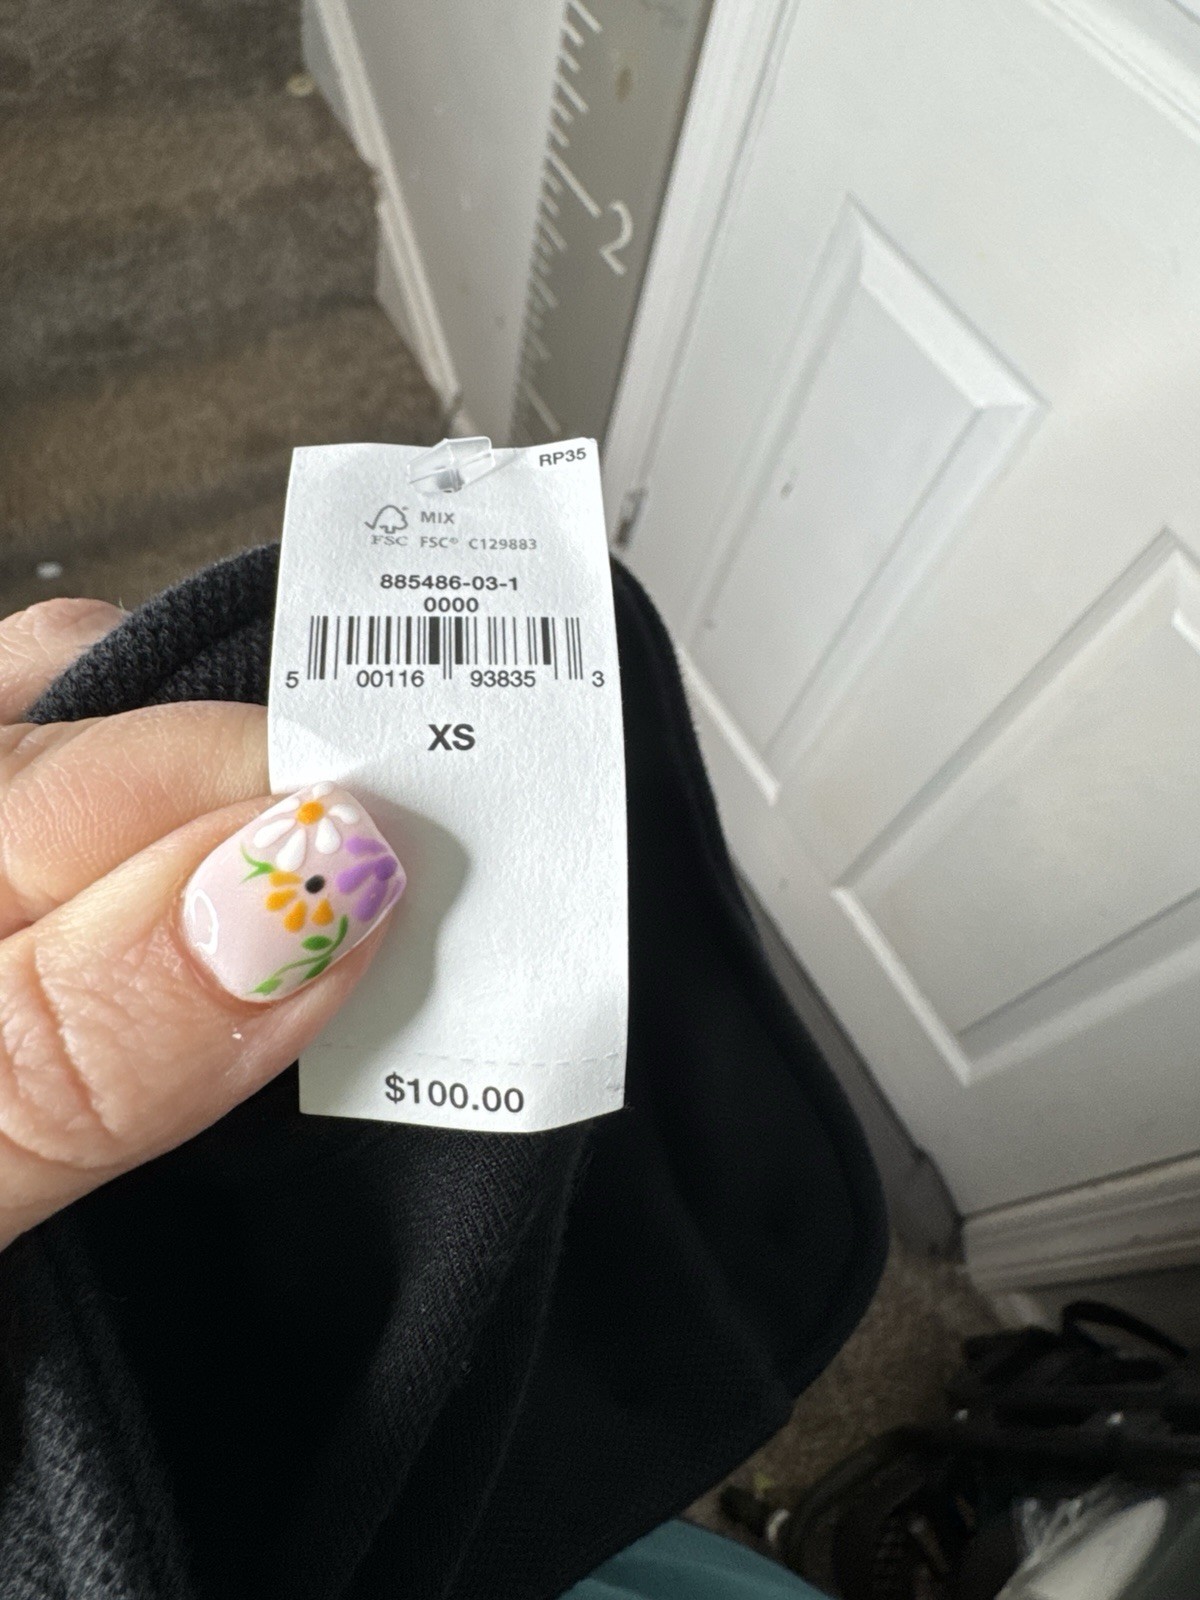 2
RP35
MIX
FSC FSC® C129883
885486-03-1
0000
5 00116 93835 3
XS
$100.00